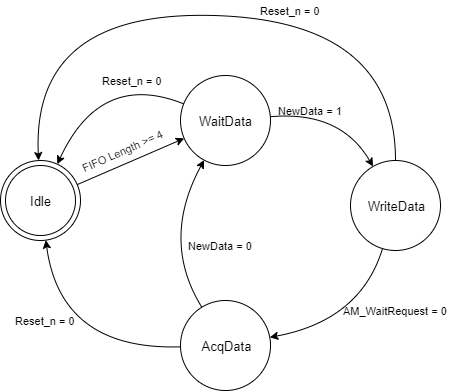 Reset_n = 0
Reset_n = 0
WaitData
NewData = 1
FIFO Length >= 4
Idle
WriteData
NewData = 0
AM_WaitRequest = 0
Reset_n = 0
AcqData